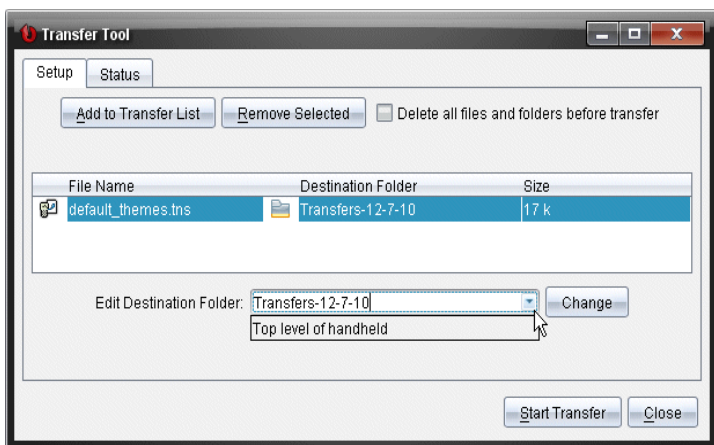 Transfer Tool
Setup Status
Add to Transfer List Remove Selected Delete all files and folders before transfer
File Name Destination Folder Size
default_themes.tns Transfers-12-7-10 17 k
Edit Destination Folder: Transfers-12-7-10 Change
Top level of handheld
Start Transfer Close